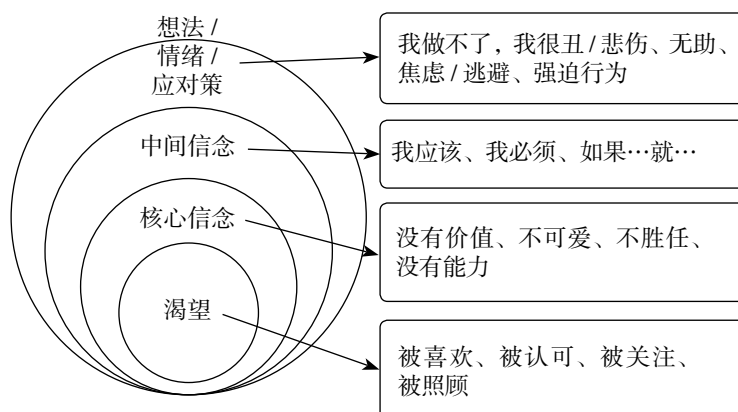 想法 /
情绪 /
应对策
我做不了，我很丑 / 悲伤、无助、
焦虑 / 逃避、强迫行为
中间信念
我应该、我必须、如果…就…
核心信念
没有价值、不可爱、不胜任、
没有能力
渴望
被喜欢、被认可、被关注、
被照顾